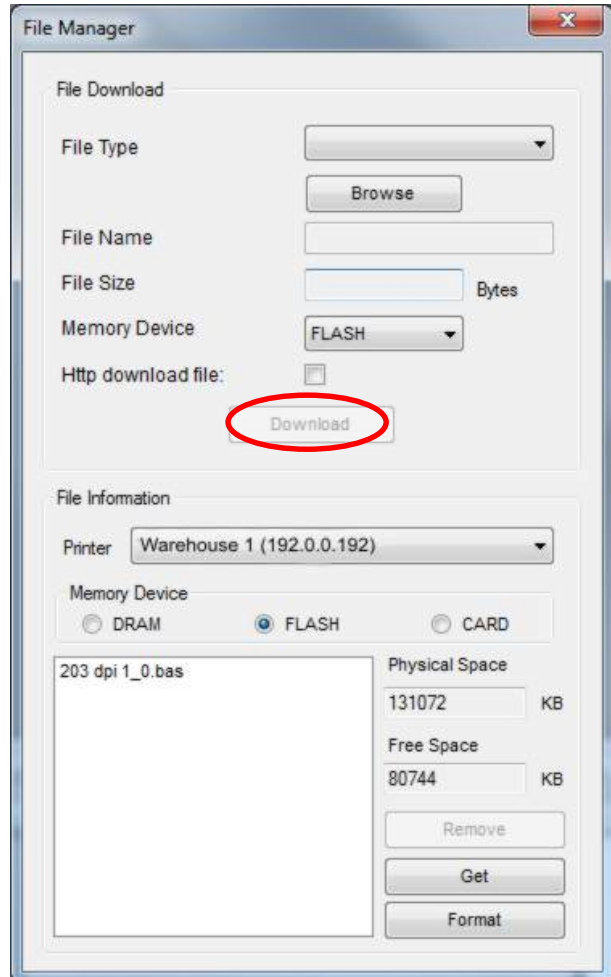 File Manager
File Download
File Type
Browse
File Name
File Size Bytes
Memory Device FLASH
Http download file:
Download
File Information
Printer Warehouse 1 (192.0.0.192)
Memory Device
DRAM FLASH CARD
203 dpi 1_0.bas
Physical Space
131072 KB
Free Space
80744 KB
Remove
Get
Format